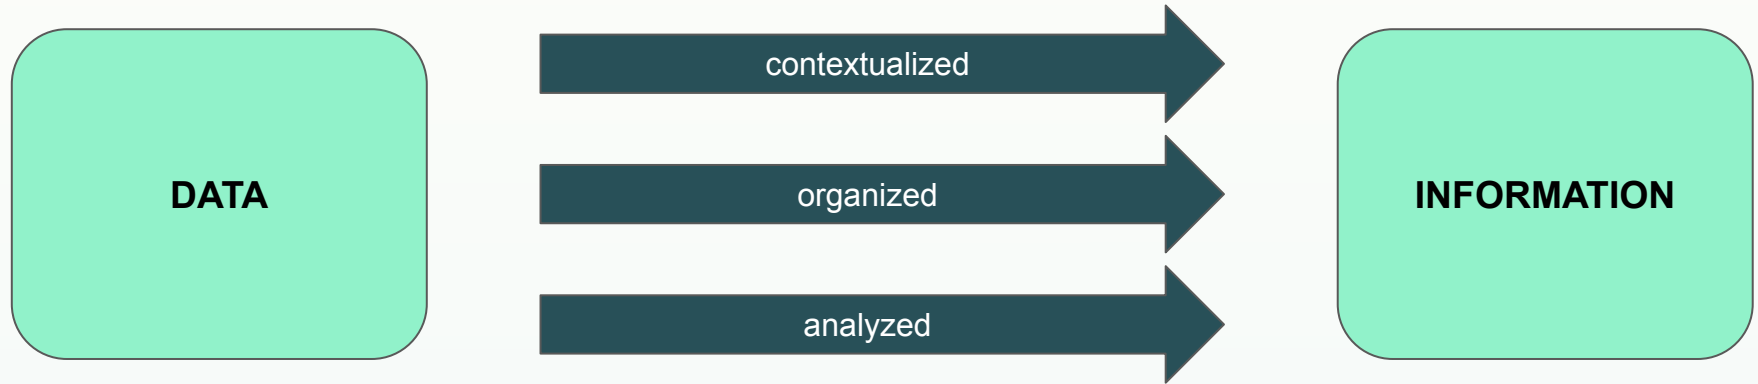 DATA
contextualized
organized
analyzed
INFORMATION